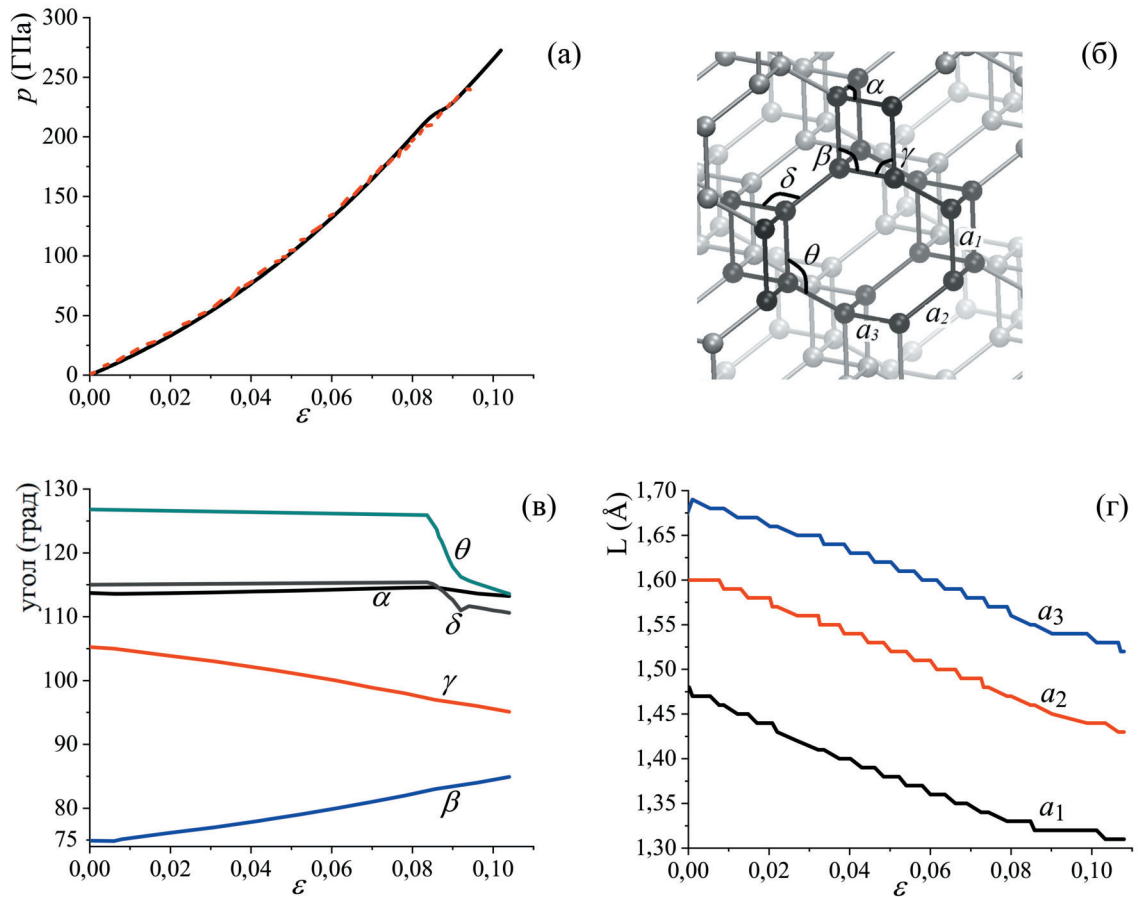 (а)
p (ГПа)
300
250
200
150
100
50
0
0,00 0,02 0,04 0,06 0,08 0,10
ε
(б)
α
β
γ
δ
θ
a1
a2
a3
(в)
угол (град)
130
120
110
100
90
80
75
θ
α
δ
γ
β
0,00 0,02 0,04 0,06 0,08 0,10
ε
(г)
L (Å)
1,70
1,65
1,60
1,55
1,50
1,45
1,40
1,35
1,30
a3
a2
a1
0,00 0,02 0,04 0,06 0,08 0,10
ε